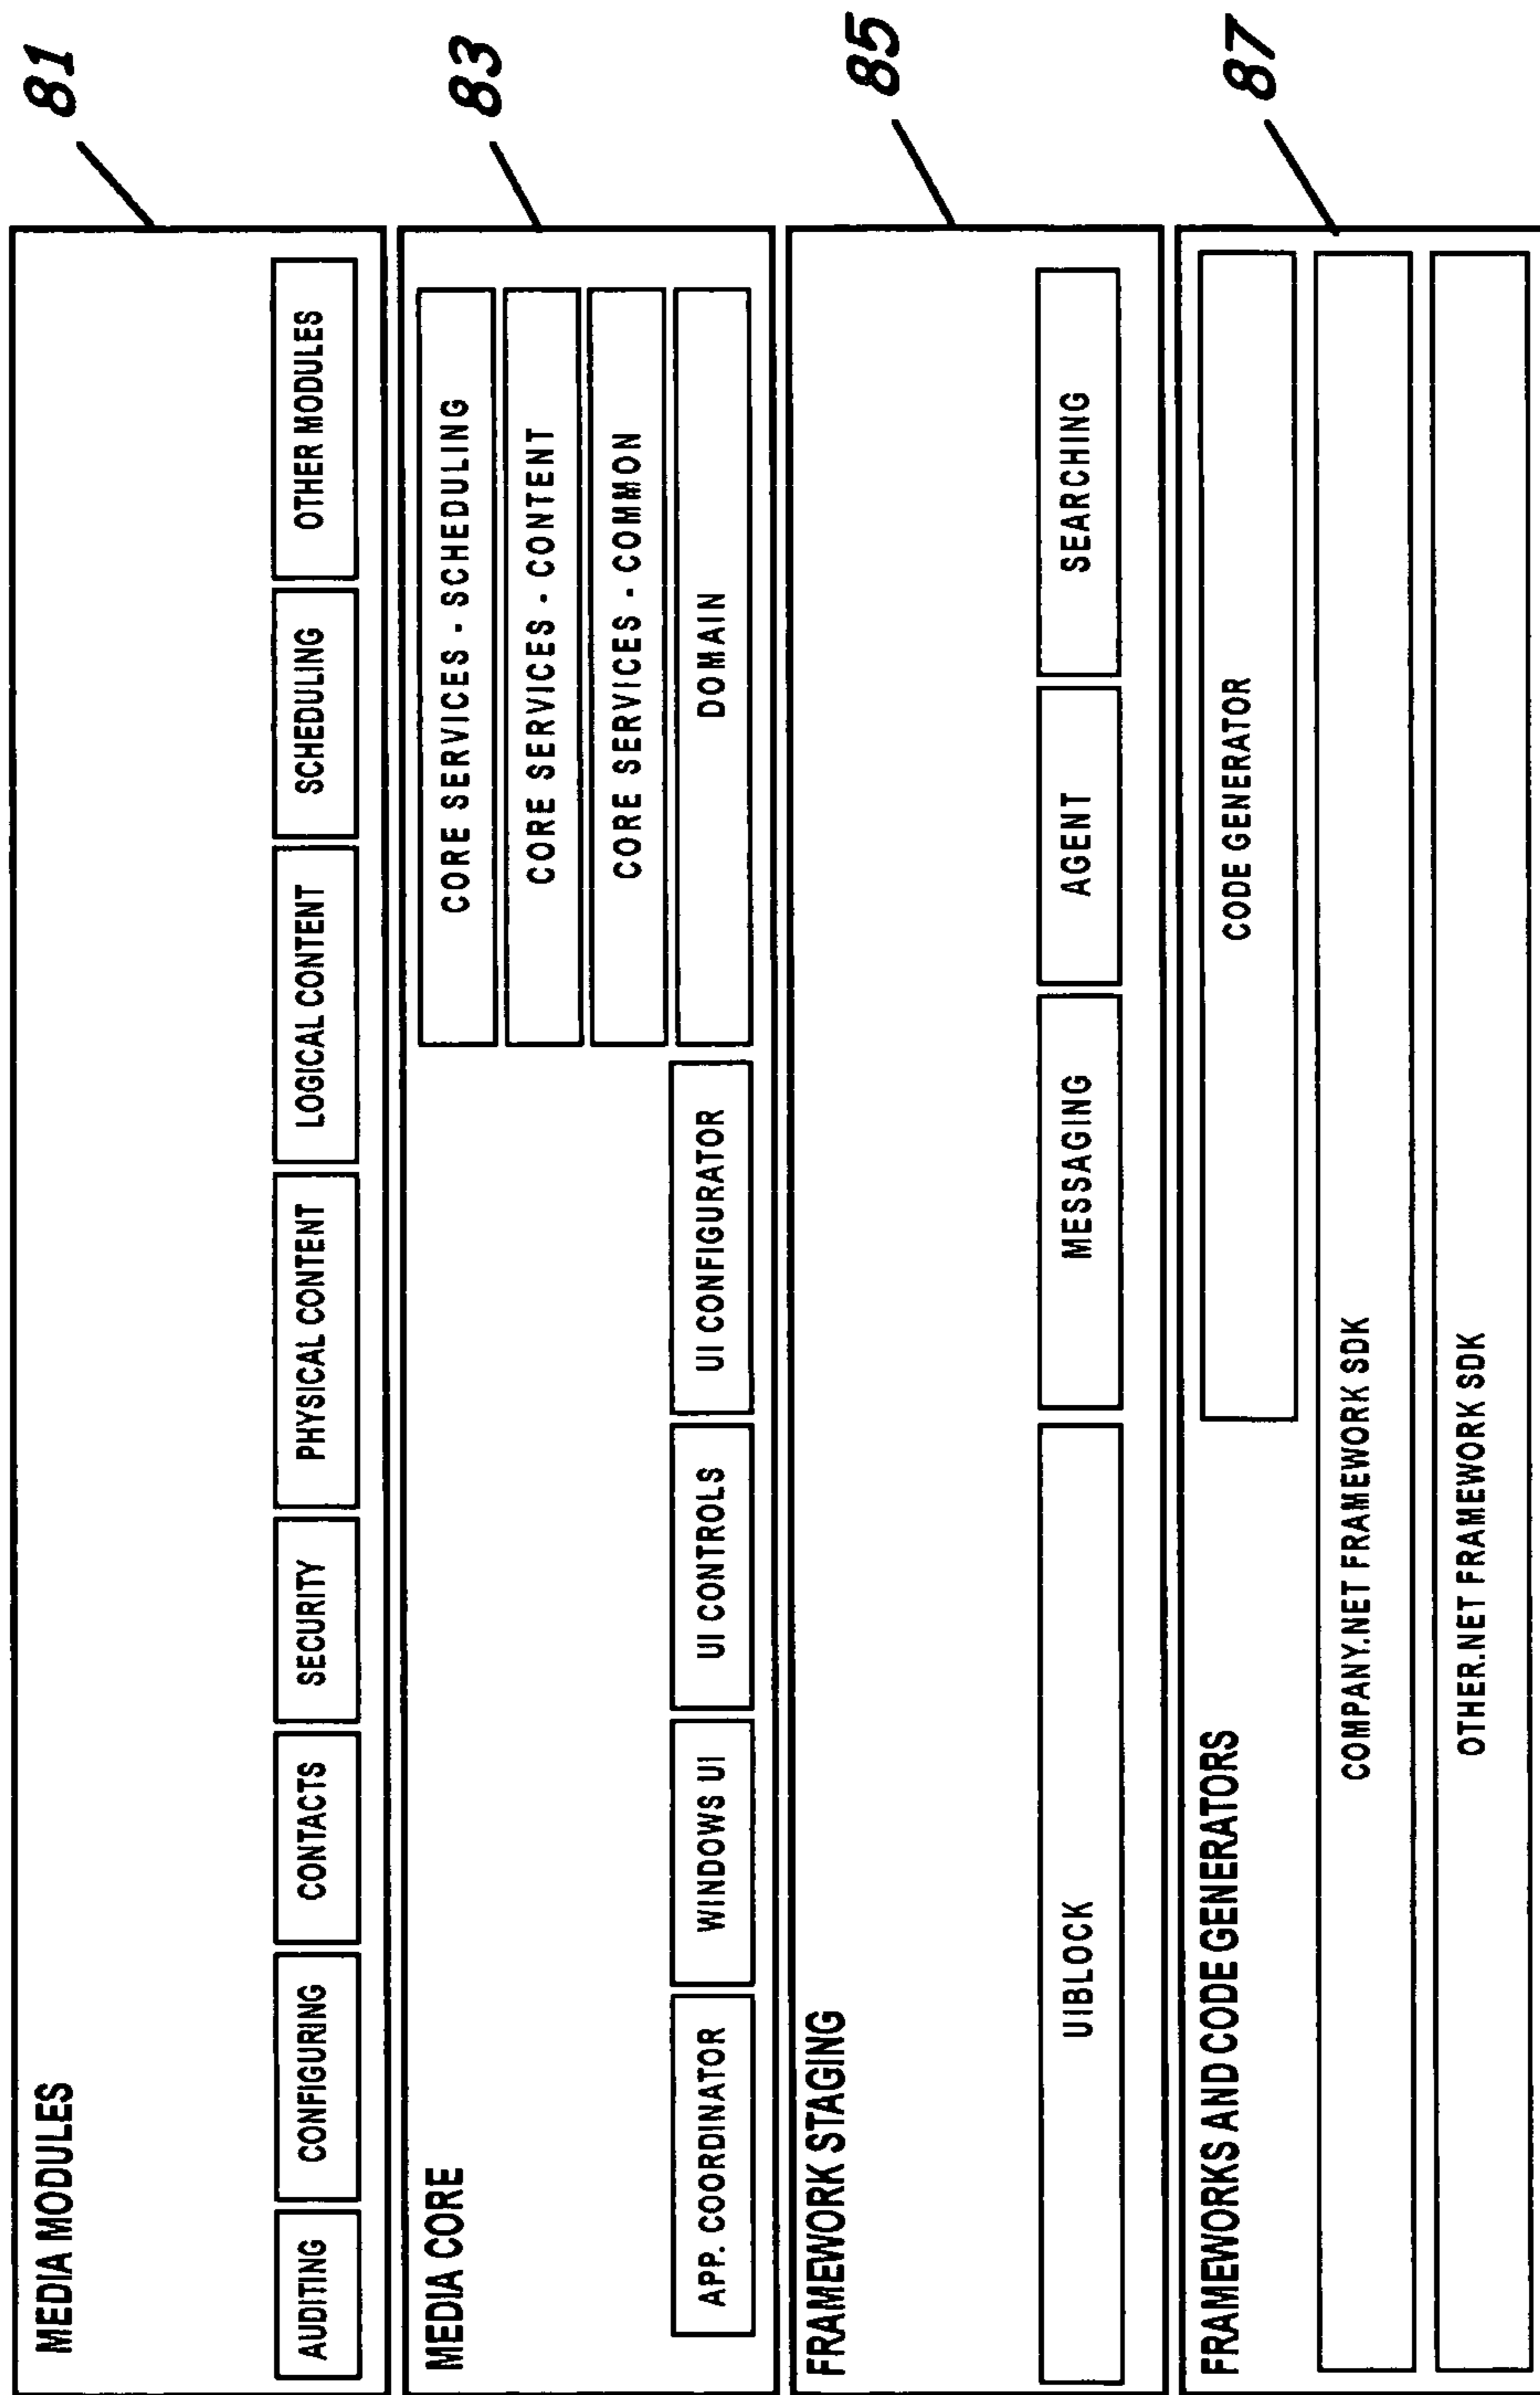 MEDIA MODULES
AUDITING
CONFIGURING
CONTACTS
SECURITY
PHYSICAL CONTENT
LOGICAL CONTENT
SCHEDULING
OTHER MODULES
81
MEDIA CORE
APP. COORDINATOR
WINDOWS UI
UI CONTROLS
UI CONFIGURATOR
CORE SERVICES - SCHEDULING
CORE SERVICES - CONTENT
CORE SERVICES - COMMON
DOMAIN
83
FRAMEWORK STAGING
UIBLOCK
MESSAGING
AGENT
SEARCHING
85
FRAMEWORKS AND CODE GENERATORS
CODE GENERATOR
COMPANY.NET FRAMEWORK SDK
OTHER.NET FRAMEWORK SDK
87